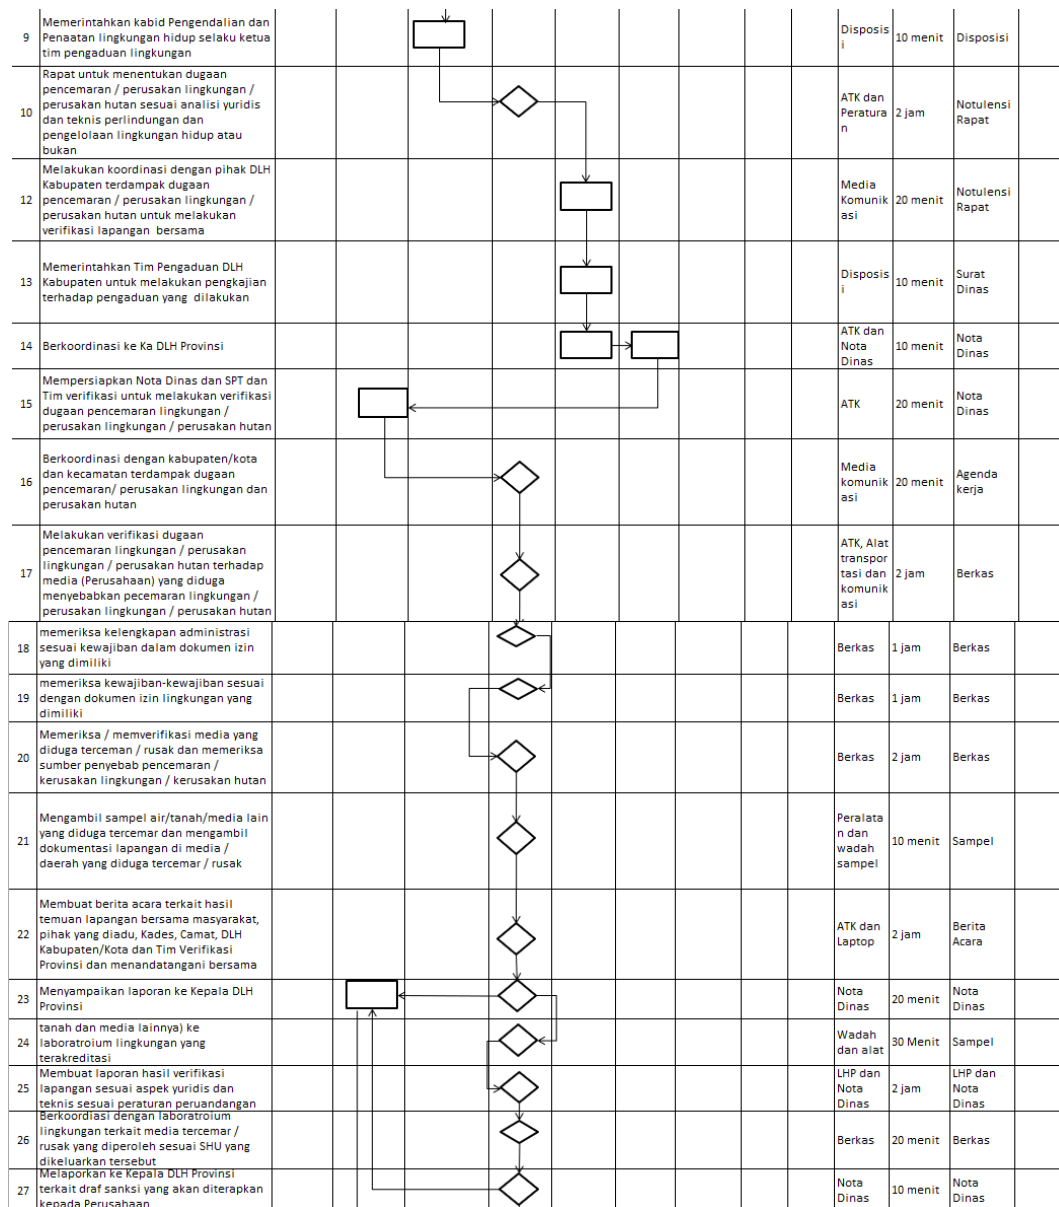 9
Memerintahkan kabid Pengendalian dan
Penaatan lingkungan hidup selaku ketua
tim pengaduan lingkungan
Disposis
i
10 menit
Disposisi
10
Rapat untuk menentukan dugaan
pencemaran / perusakan lingkungan /
perusakan hutan sesuai analisi yuridis
dan teknis perlindungan dan
pengelolaan lingkungan hidup atau
bukan
ATK dan
Peratura
n
2 jam
Notulensi
Rapat
12
Melakukan koordinasi dengan pihak DLH
Kabupaten terdampak dugaan
pencemaran / perusakan lingkungan /
perusakan hutan untuk melakukan
verifikasi lapangan bersama
Media
Komunik
asi
20 menit
Notulensi
Rapat
13
Memerintahkan Tim Pengaduan DLH
Kabupaten untuk melakukan pengkajian
terhadap pengaduan yang dilakukan
Disposis
i
10 menit
Surat
Dinas
14
Berkoordinasi ke Ka DLH Provinsi
ATK dan
Nota
Dinas
10 menit
Nota
Dinas
15
Mempersiapkan Nota Dinas dan SPT dan
Tim verifikasi untuk melakukan verifikasi
dugaan pencemaran lingkungan /
perusakan lingkungan / perusakan hutan
ATK
20 menit
Nota
Dinas
16
Berkoordinasi dengan kabupaten/kota
dan kecamatan terdampak dugaan
pencemaran/ perusakan lingkungan dan
perusakan hutan
Media
komunik
asi
20 menit
Agenda
kerja
17
Melakukan verifikasi dugaan
pencemaran lingkungan / perusakan
lingkungan / perusakan hutan terhadap
media (Perusahaan) yang diduga
menyebabkan pecemaran lingkungan /
perusakan lingkungan / perusakan hutan
ATK, Alat
transpor
tasi dan
komunik
asi
2 jam
Berkas
18
memeriksa kelengkapan administrasi
sesuai kewajiban dalam dokumen izin
yang dimiliki
Berkas
1 jam
Berkas
19
memeriksa kewajiban-kewajiban sesuai
dengan dokumen izin lingkungan yang
dimiliki
Berkas
1 jam
Berkas
20
Memeriksa / memverifikasi media yang
diduga terceman / rusak dan memeriksa
sumber penyebab pencemaran /
kerusakan lingkungan / kerusakan hutan
Berkas
2 jam
Berkas
21
Mengambil sampel air/tanah/media lain
yang diduga tercemar dan mengambil
dokumentasi lapangan di media /
daerah yang diduga tercemar / rusak
Peralata
n dan
wadah
sampel
10 menit
Sampel
22
Membuat berita acara terkait hasil
temuan lapangan bersama masyarakat,
pihak yang diadu, Kades, Camat, DLH
Kabupaten/Kota dan Tim Verifikasi
Provinsi dan menandatangani bersama
ATK dan
Laptop
2 jam
Berita
Acara
23
Menyampaikan laporan ke Kepala DLH
Provinsi
Nota
Dinas
20 menit
Nota
Dinas
24
tanah dan media lainnya) ke
laboratroium lingkungan yang
terakreditasi
Wadah
dan alat
30 Menit
Sampel
25
Membuat laporan hasil verifikasi
lapangan sesuai aspek yuridis dan
teknis sesuai peraturan peruandangan
LHP dan
Nota
Dinas
2 jam
LHP dan
Nota
Dinas
26
Berkoordiasi dengan laboratroium
lingkungan terkait media tercemar /
rusak yang diperoleh sesuai SHU yang
dikeluarkan tersebut
Berkas
20 menit
Berkas
27
Melaporkan ke Kepala DLH Provinsi
terkait draf sanksi yang akan diterapkan
kepada Perusahaan
Nota
Dinas
10 menit
Nota
Dinas